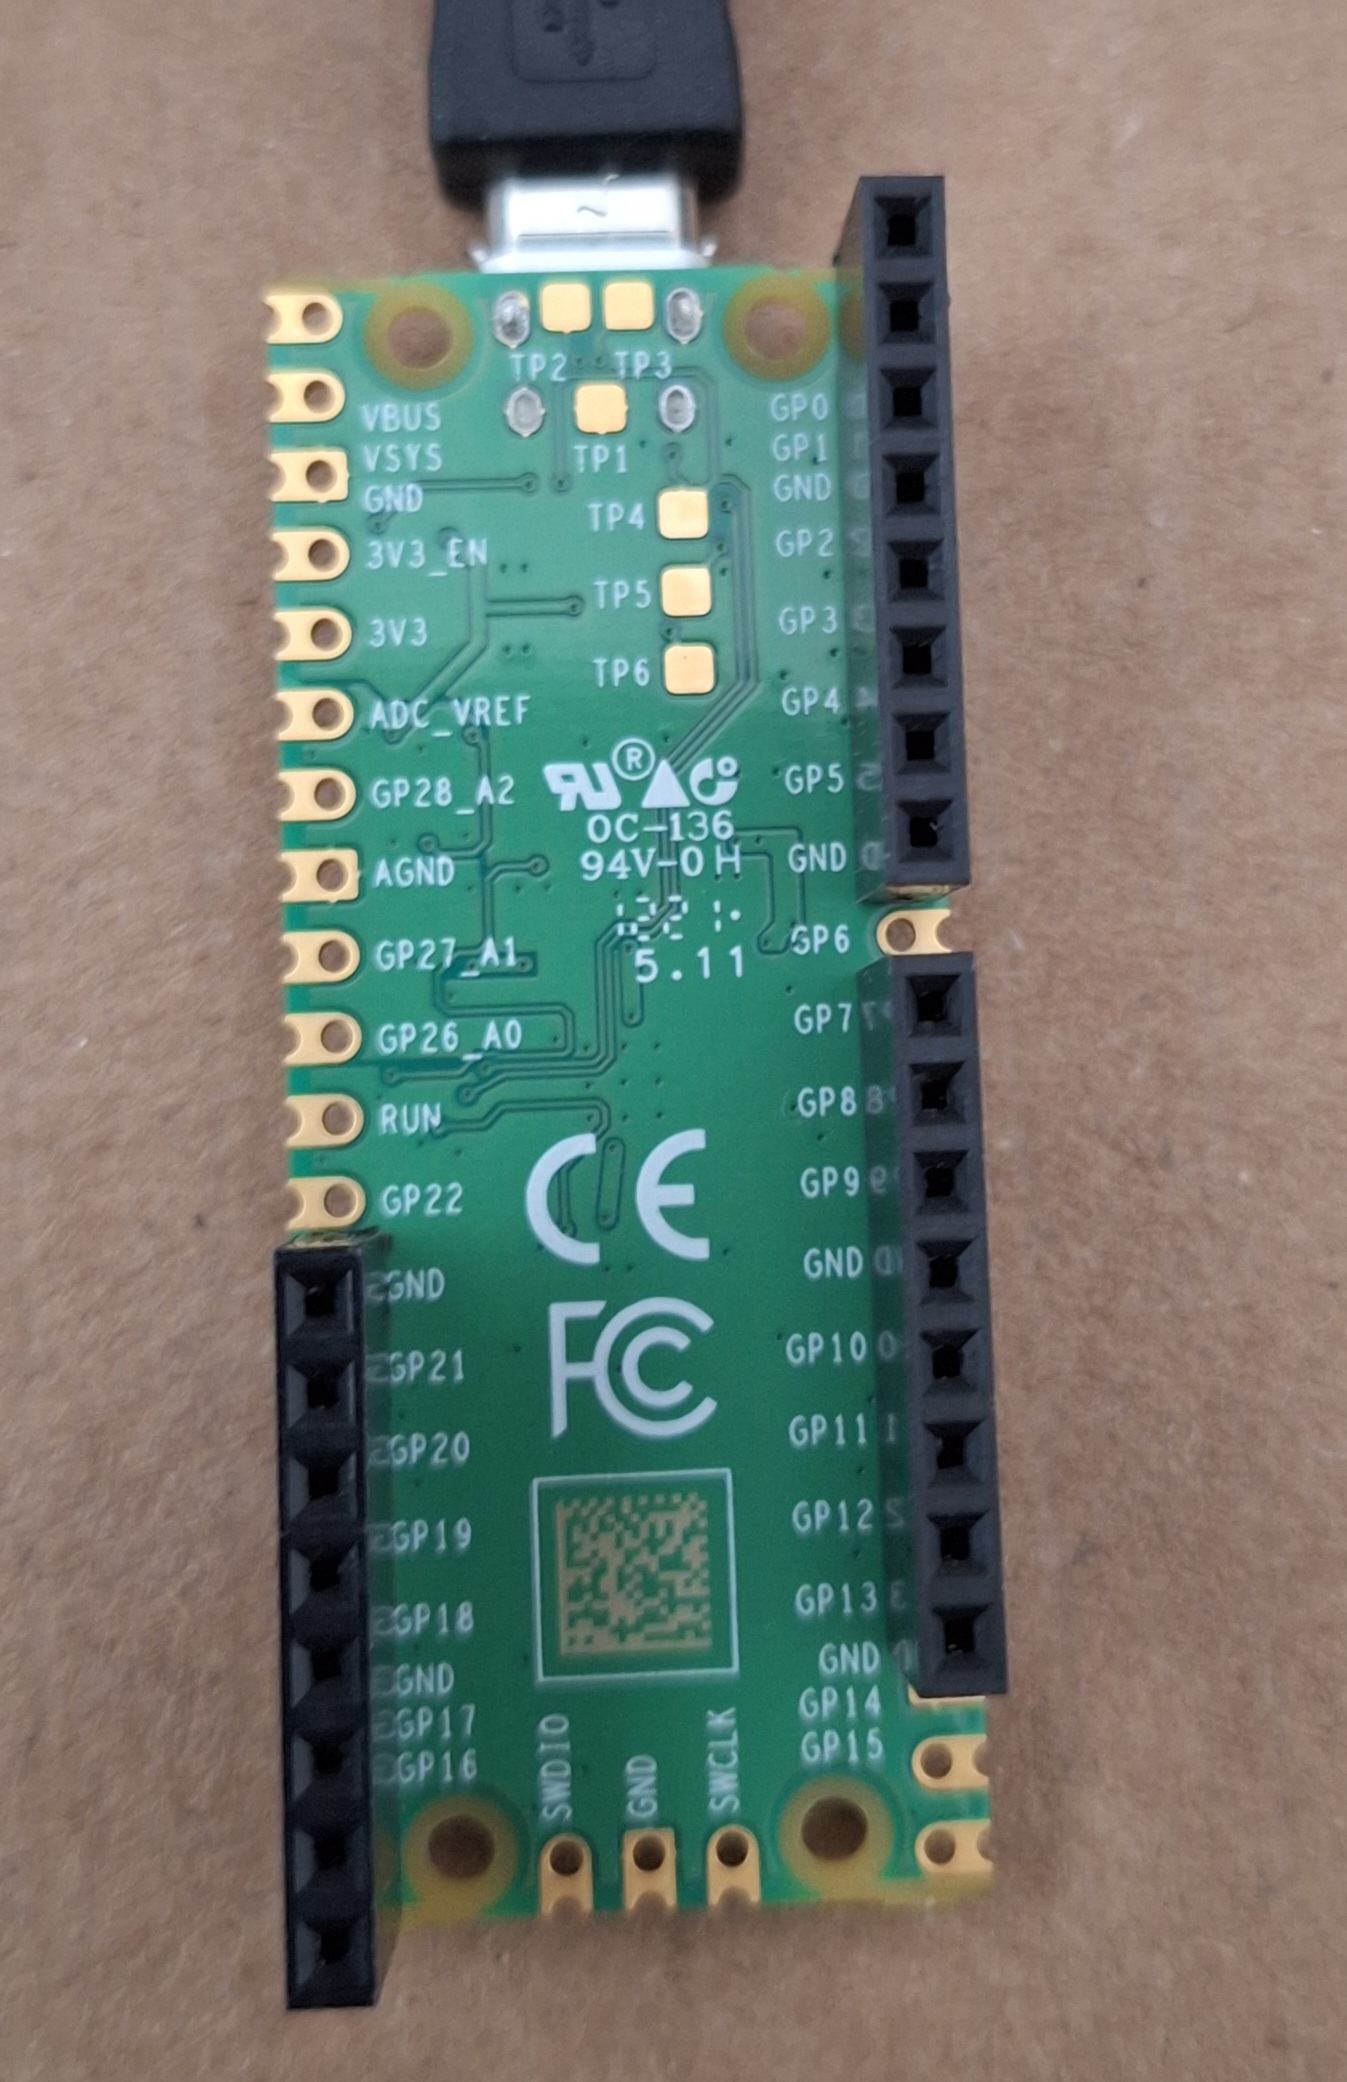 TP2 TP3
VBUS
GP0
VSYS
TP1
GP1
GND
GND
TP4
3V3_EN
GP2
TP5
3V3
GP3
TP6
ADC_VREF
GP4
GP28_A2
R
GP5
OC-136
94V-0 H
AGND
GND
GP27_A1
5.11
GP6
GP26_A0
GP7
RUN
GP8
GP22
CE
GP9
GND
GND
GP21
FC
GP10
GP20
GP11
GP19
GP12
GP18
GP13
GND
GND
GP17
GP14
GP16
GP15
SWDIO
GND
SWCLK